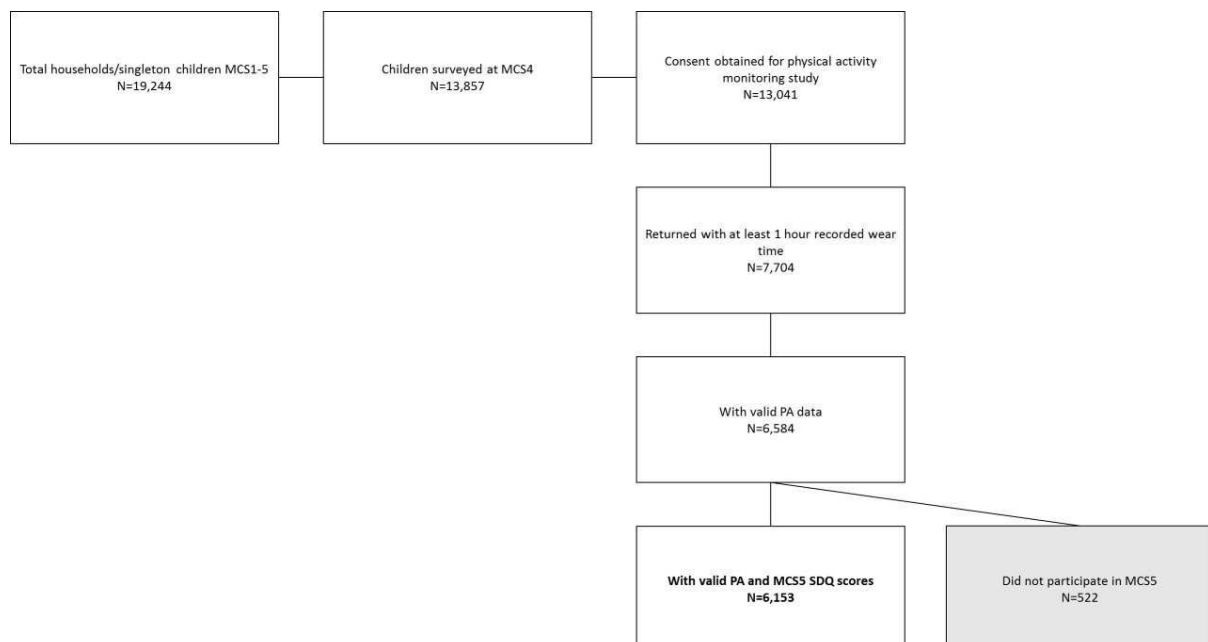 Total households/singleton children MCS1-5
N=19,244
Children surveyed at MCS4
N=13,857
Consent obtained for physical activity
monitoring study
N=13,041
Returned with at least 1 hour recorded wear
time
N=7,704
With valid PA data
N=6,584
With valid PA and MCS5 SDQ scores
N=6,153
Did not participate in MCS5
N=522